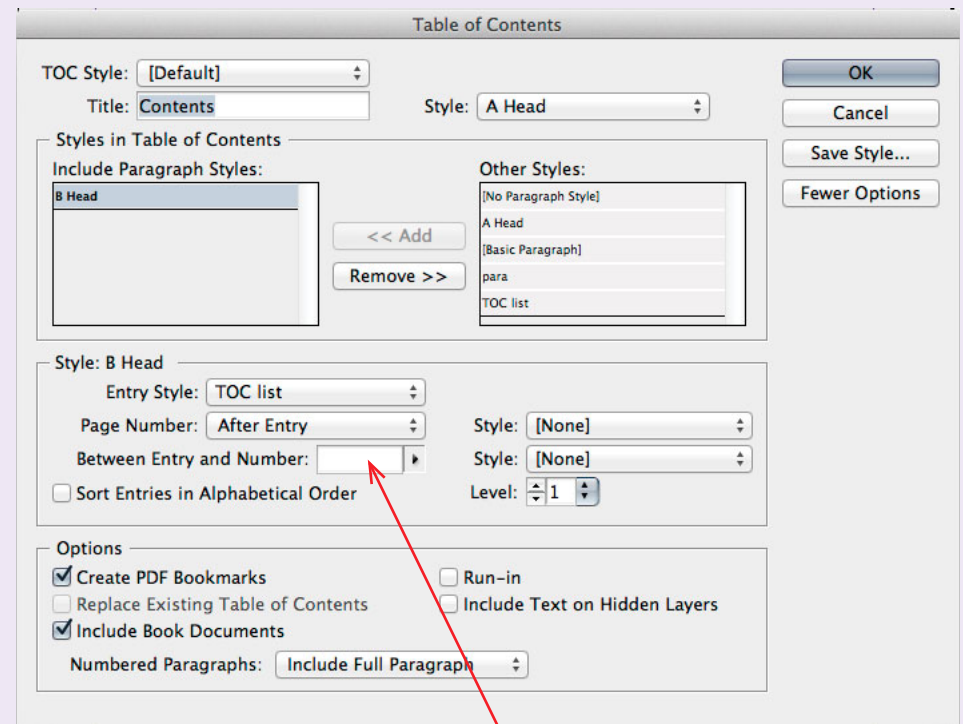 Table of Contents
TOC Style: [Default]
OK
Title: Contents Style: A Head
Cancel
Styles in Table of Contents
Save Style...
Include Paragraph Styles: Other Styles:
Fewer Options
B Head
[No Paragraph Style]
A Head
<< Add
[Basic Paragraph]
Remove >>
para
TOC list
Style: B Head
Entry Style: TOC list
Page Number: After Entry Style: [None]
Between Entry and Number: Style: [None]
Sort Entries in Alphabetical Order Level: 1
Options
Create PDF Bookmarks Run-in
Replace Existing Table of Contents Include Text on Hidden Layers
Include Book Documents
Numbered Paragraphs: Include Full Paragraph